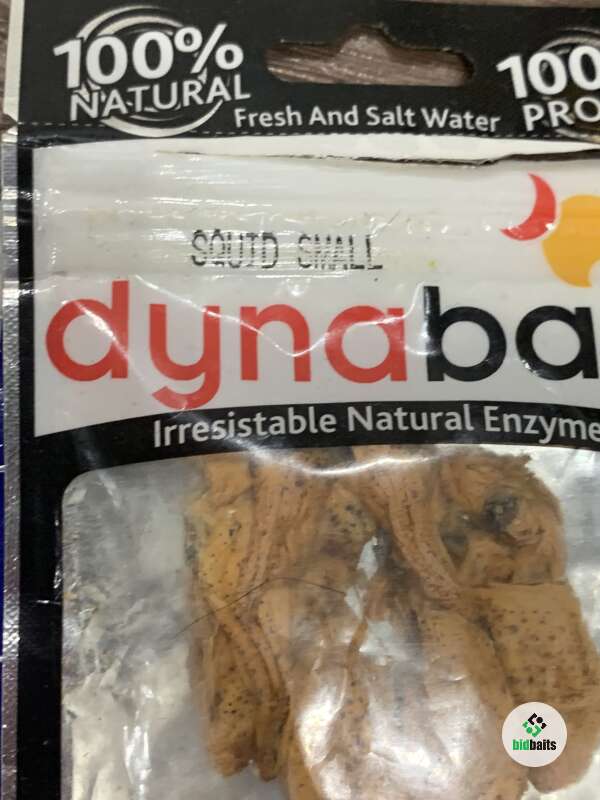 100%
NATURAL
Fresh And Salt Water
100
PRO
SQUID SMALL
dynaba
Irresistable Natural Enzyme
bidbaits